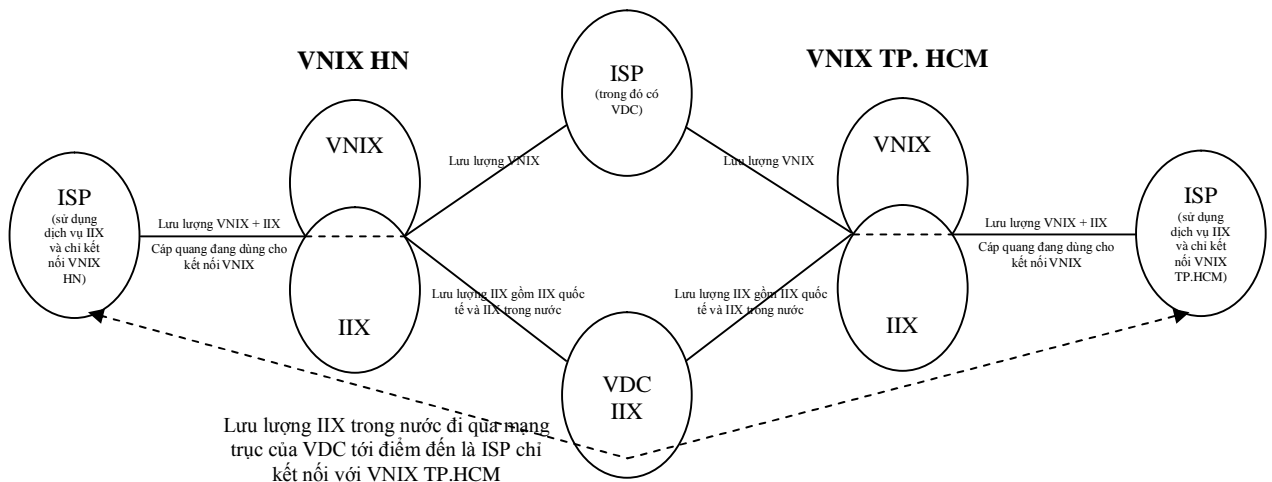 VNIX HN
VNIX TP. HCM
ISP
(trong đó có
VDC)
VNIX
VNIX
Lưu lượng VNIX
Lưu lượng VNIX
ISP
(sử dụng
dịch vụ IIX
và chỉ kết
nối VNIX
HN)
Lưu lượng VNIX + IIX
Cáp quang đang dùng cho
kết nối VNIX
Lưu lượng VNIX + IIX
Cáp quang đang dùng cho
kết nối VNIX
ISP
(sử dụng
dịch vụ IIX
và chỉ kết
nối VNIX
TP.HCM)
Lưu lượng IIX gồm IIX quốc
tế và IIX trong nước
Lưu lượng IIX gồm IIX quốc
tế và IIX trong nước
IIX
IIX
VDC
IIX
Lưu lượng IIX trong nước đi qua mạng
trục của VDC tới điểm đến là ISP chỉ
kết nối với VNIX TP.HCM